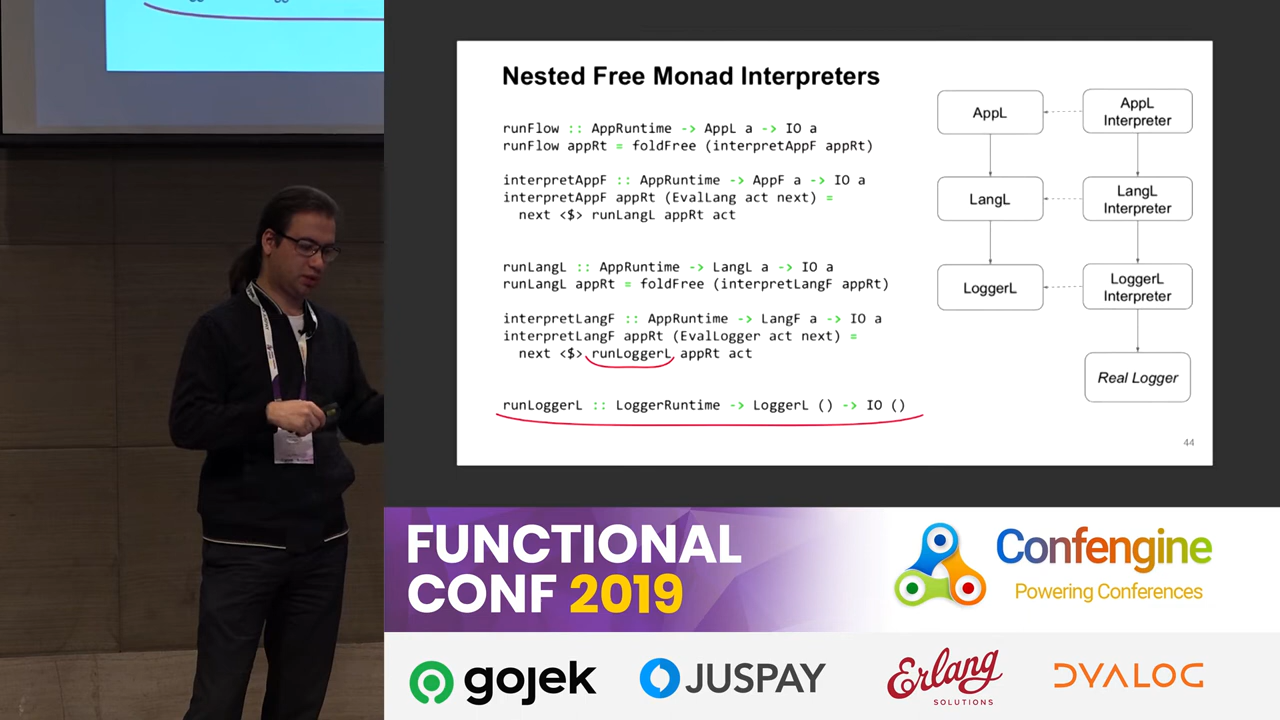 Nested Free Monad Interpreters
runFlow :: AppRuntime -> AppL a -> IO a
runFlow appRt = foldFree (interpretAppF appRt)
interpretAppF :: AppRuntime -> AppF a -> IO a
interpretAppF appRt (EvalLang act next) =
next <$> runLangL appRt act
runLangL :: AppRuntime -> LangL a -> IO a
runLangL appRt = foldFree (interpretLangF appRt)
interpretLangF :: AppRuntime -> LangF a -> IO a
interpretLangF appRt (EvalLogger act next) =
next <$> runLoggerL appRt act
runLoggerL :: LoggerRuntime -> LoggerL () -> IO ()
AppL
AppL
Interpreter
LangL
LangL
Interpreter
LoggerL
LoggerL
Interpreter
Real Logger
44
FUNCTIONAL
CONF 2019
Confengine
Powering Conferences
gojek
JUSPAY
Erlang
SOLUTIONS
DYALOG